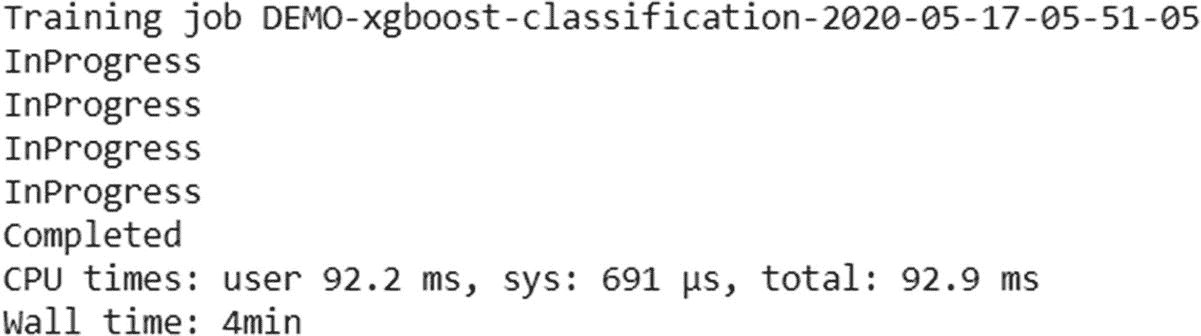 Training job DEMO-xgboost-classification-2020-05-17-05-51-05
InProgress
InProgress
InProgress
InProgress
Completed
CPU times: user 92.2 ms, sys: 691 µs, total: 92.9 ms
Wall time: 4min